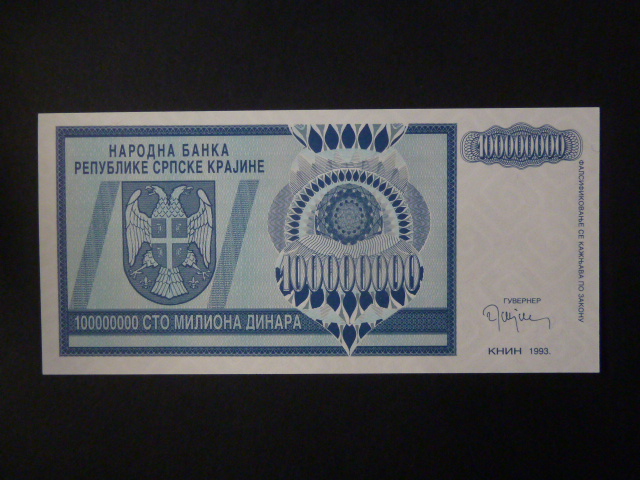 НАРОДНА БАНКА
РЕПУБЛИКЕ СРПСКЕ КРАЈИНЕ
100000000
100000000
100000000 СТО МИЛИОНА ДИНАРА
ФАЛСИФИКОВАЊЕ СЕ КАЖЊАВА ПО ЗАКОНУ
ГУВЕРНЕР
КНИН 1993.